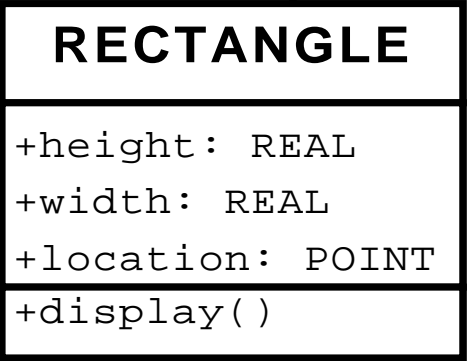 RECTANGLE
+height: REAL
+width: REAL
+location: POINT
+display()